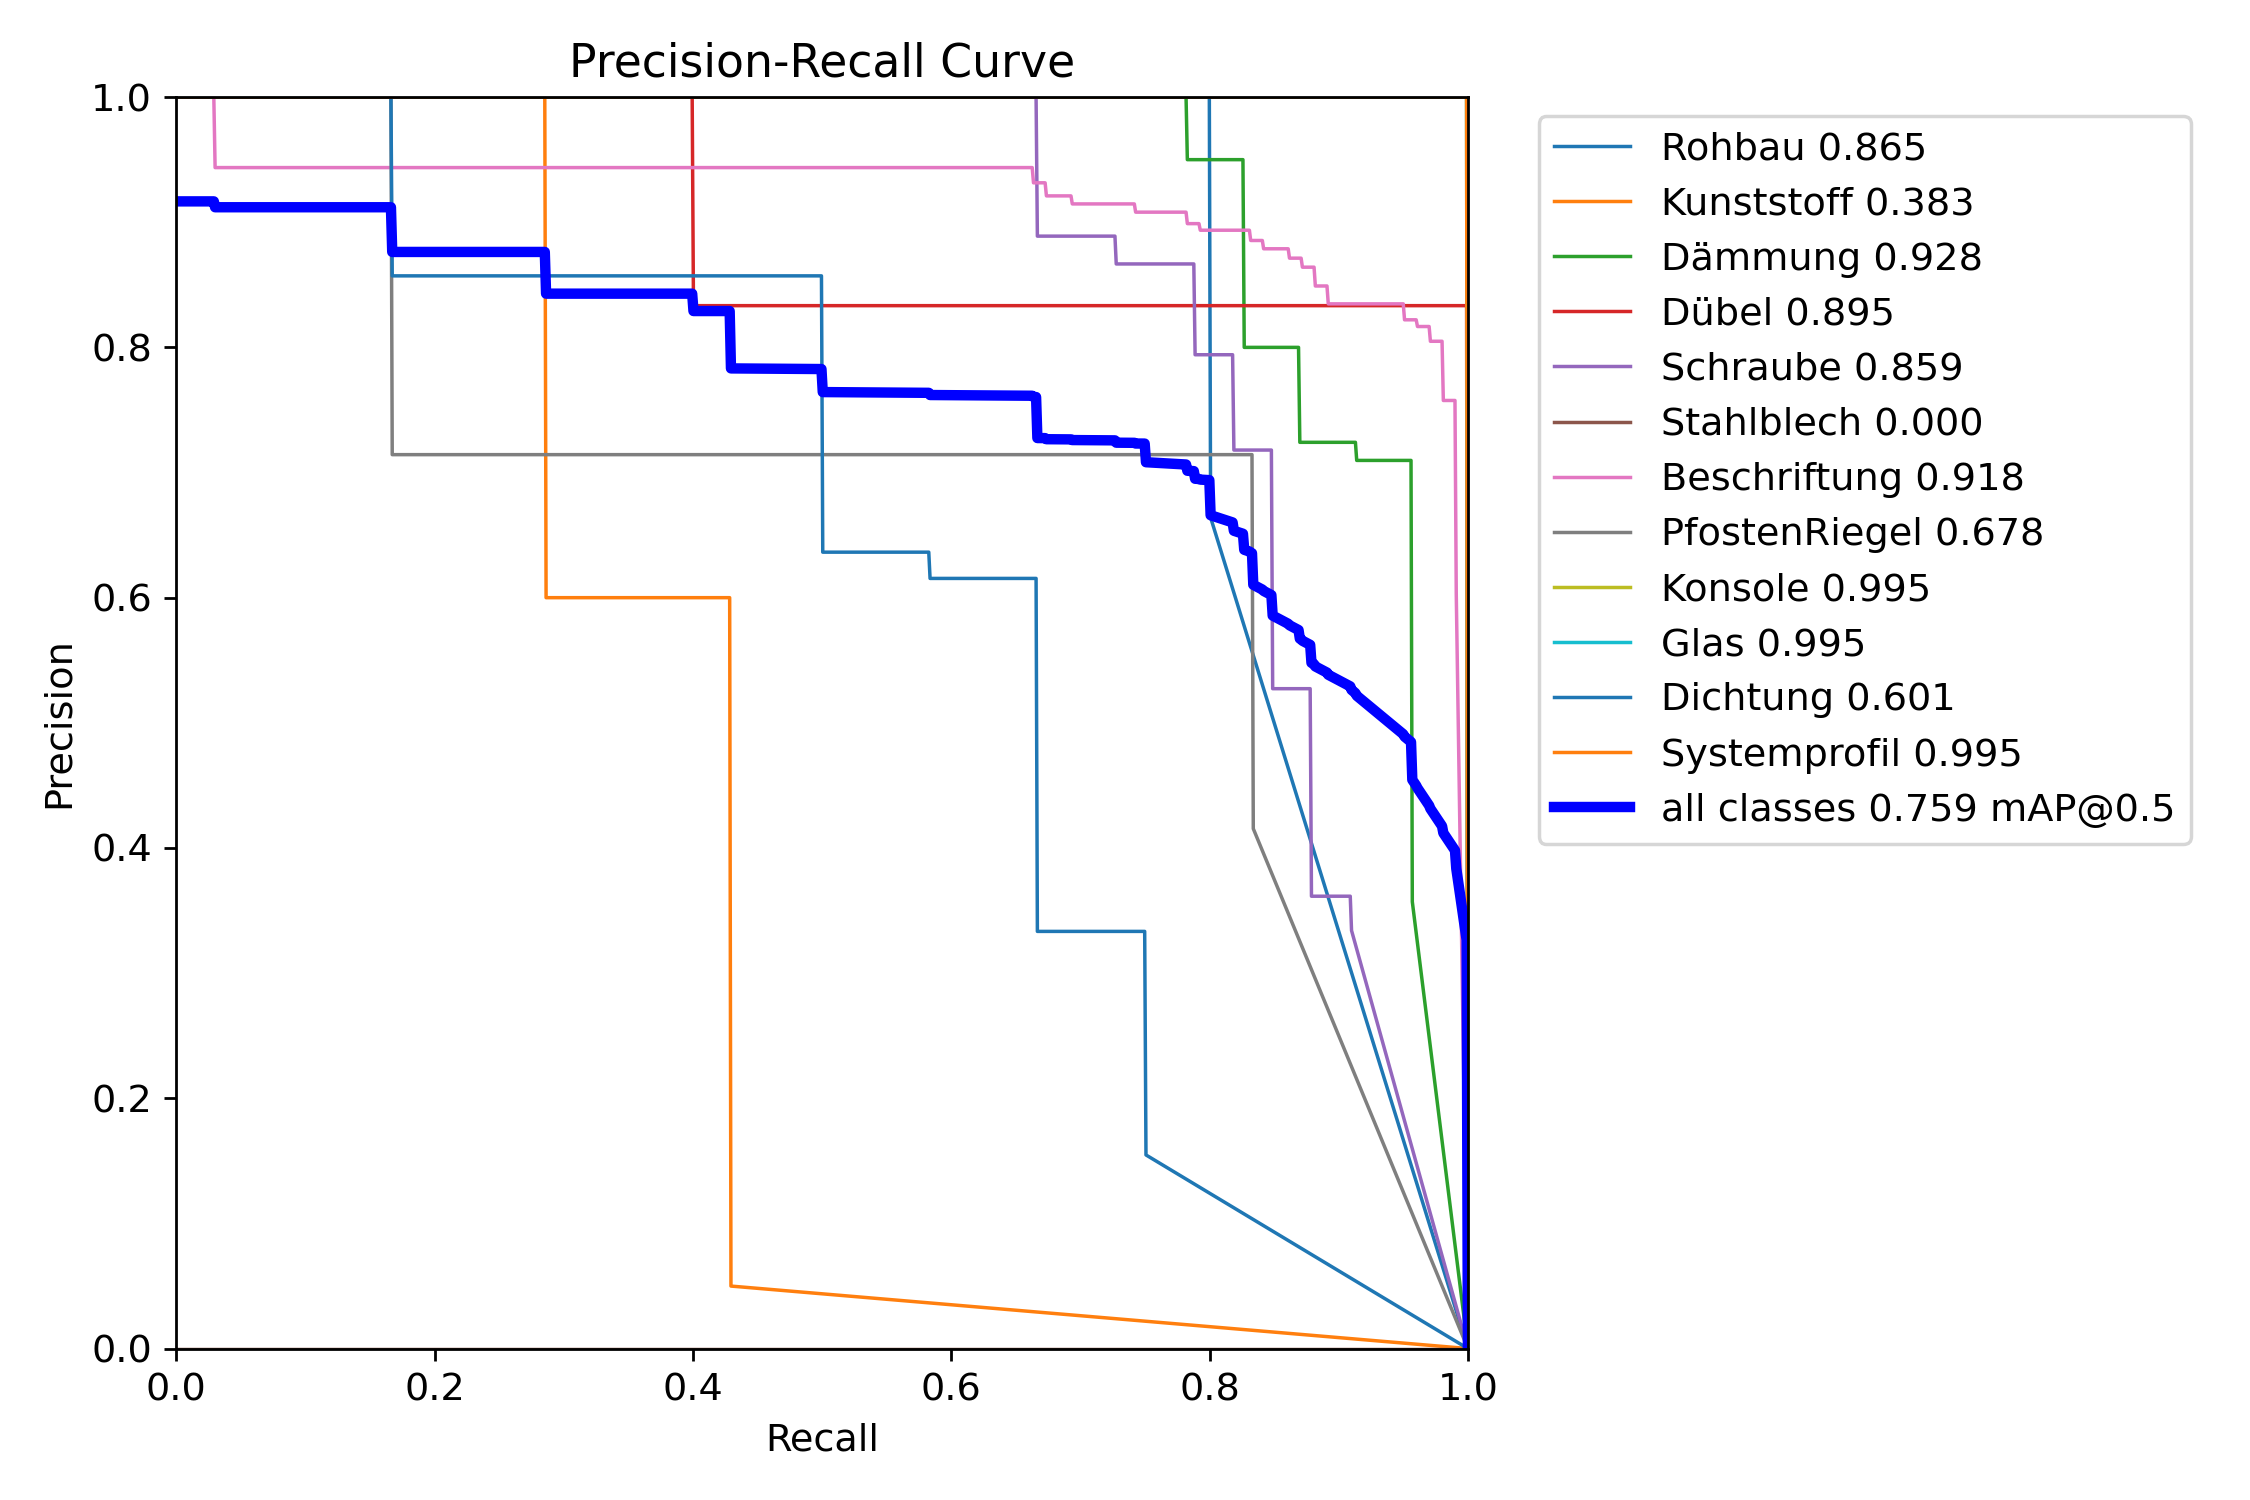 Precision-Recall Curve
1.0
0.8
0.6
0.4
0.2
0.0
Precision
0.0 0.2 0.4 0.6 0.8 1.0
Recall
Rohbau 0.865
Kunststoff 0.383
Dämmung 0.928
Dübel 0.895
Schraube 0.859
Stahlblech 0.000
Beschriftung 0.918
PfostenRiegel 0.678
Konsole 0.995
Glas 0.995
Dichtung 0.601
Systemprofil 0.995
all classes 0.759 mAP@0.5